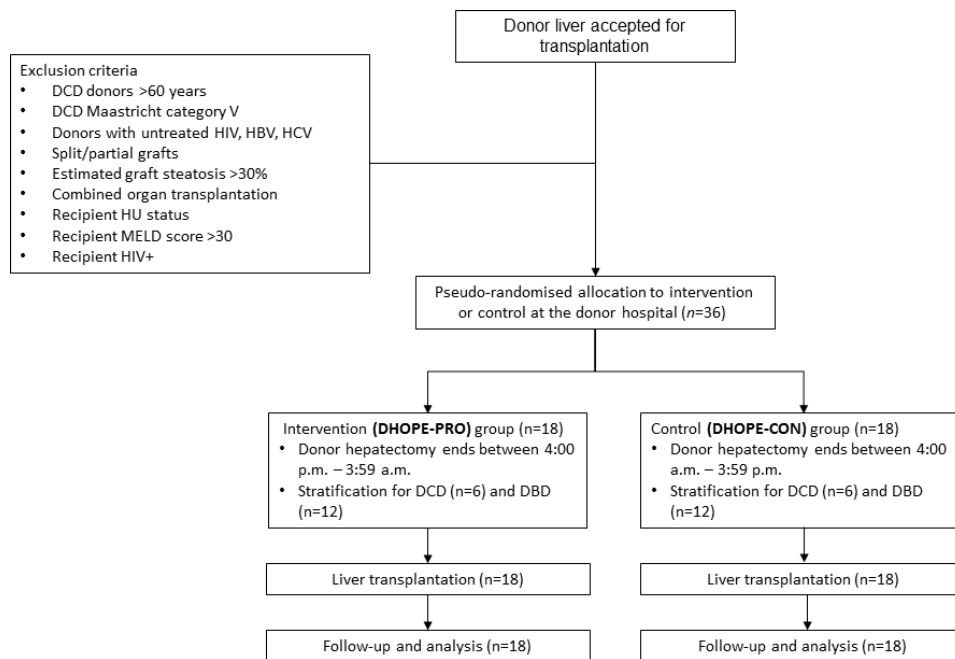 Donor liver accepted for
transplantation
Exclusion criteria
• DCD donors >60 years
• DCD Maastricht category V
• Donors with untreated HIV, HBV, HCV
• Split/partial grafts
• Estimated graft steatosis >30%
• Combined organ transplantation
• Recipient HU status
• Recipient MELD score >30
• Recipient HIV+
Pseudo-randomised allocation to intervention
or control at the donor hospital (n=36)
Intervention (DHOPE-PRO) group (n=18)
• Donor hepatectomy ends between 4:00
p.m. – 3:59 a.m.
• Stratification for DCD (n=6) and DBD
(n=12)
Control (DHOPE-CON) group (n=18)
• Donor hepatectomy ends between 4:00
a.m. – 3:59 p.m.
• Stratification for DCD (n=6) and DBD
(n=12)
Liver transplantation (n=18)
Liver transplantation (n=18)
Follow-up and analysis (n=18)
Follow-up and analysis (n=18)